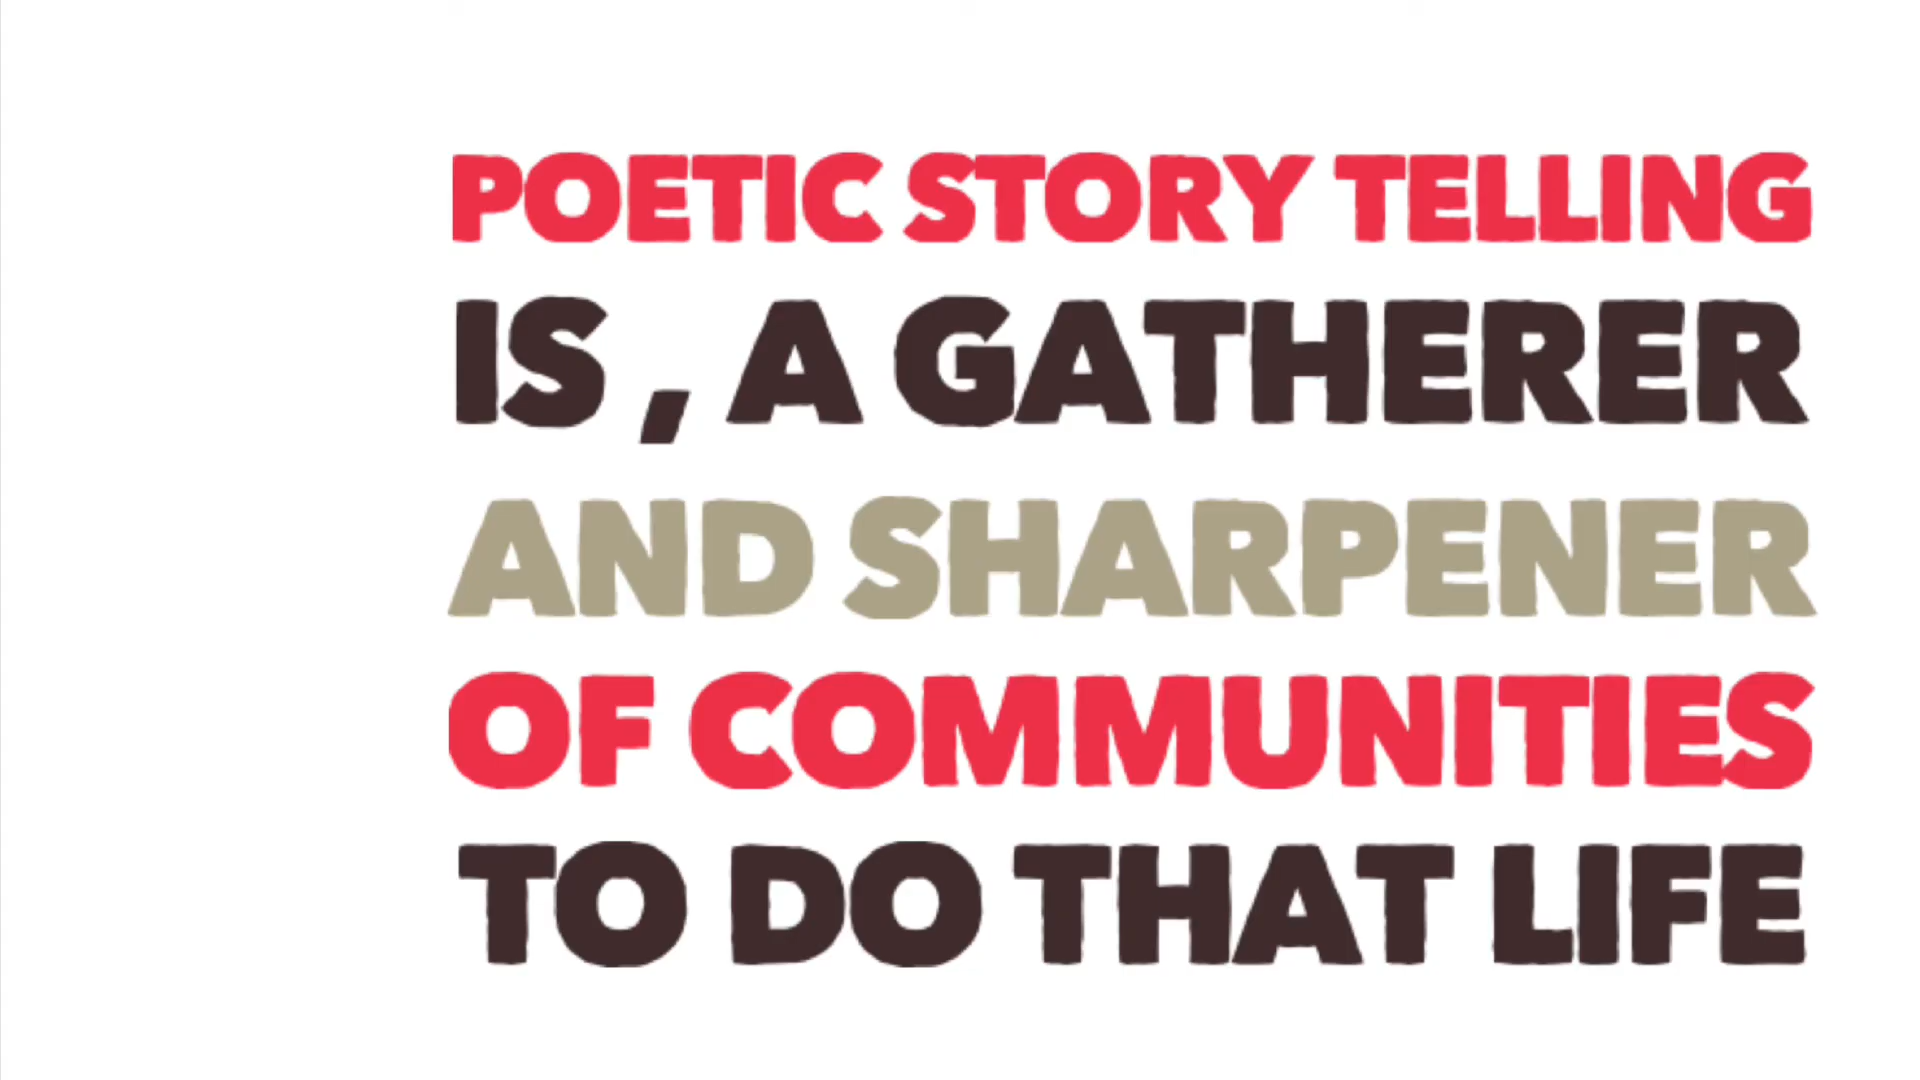 POETIC STORY TELLING
IS , A GATHERER
AND SHARPENER
OF COMMUNITIES
TO DO THAT LIFE